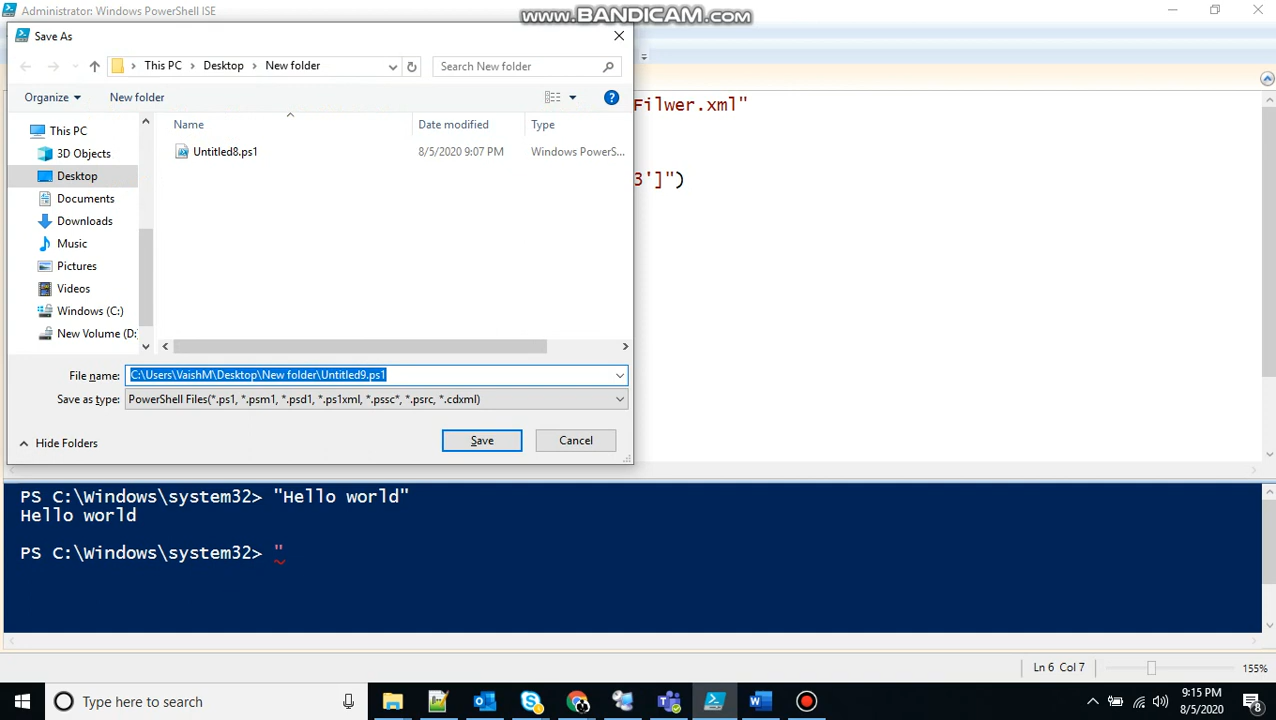 Administrator: Windows PowerShell ISE
www.BANDICAM.com
Save As
This PC > Desktop > New folder
Search New folder
Organize
New folder
Name
Date modified
Type
This PC
3D Objects
Desktop
Documents
Downloads
Music
Pictures
Videos
Windows (C:)
New Volume (D:
Untitled8.ps1
8/5/2020 9:07 PM
Windows PowerS...
Filwer.xml"
3']")
File name:
C:\Users\VaishM\Desktop\New folder\Untitled9.ps1
Save as type:
PowerShell Files(*.ps1, *.psm1, *.psd1, *.ps1xml, *.pssc*, *.psrc, *.cdxml)
Hide Folders
Save
Cancel
PS C:\Windows\system32> "Hello world"
Hello world
PS C:\Windows\system32> "
Ln 6 Col 7
155%
Type here to search
9:15 PM
8/5/2020
8